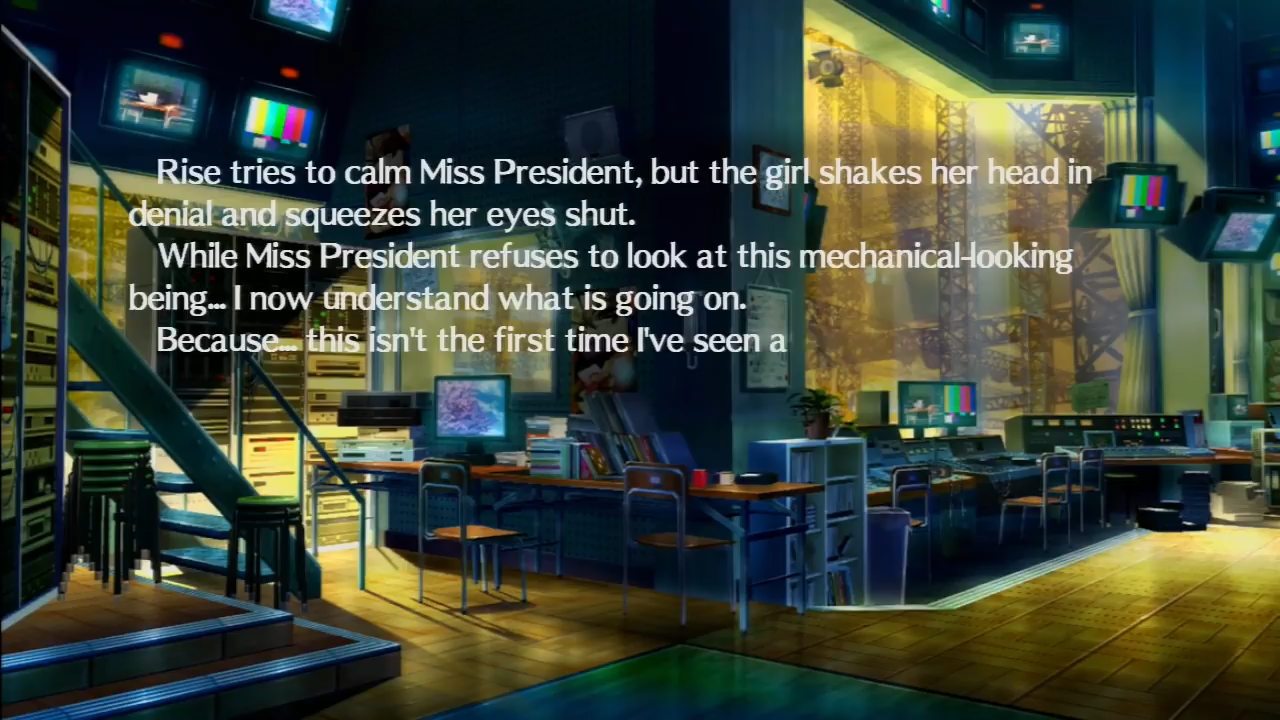 Rise tries to calm Miss President, but the girl shakes her head in
denial and squeezes her eyes shut.
While Miss President refuses to look at this mechanical-looking
being... I now understand what is going on.
Because... this isn't the first time I've seen a